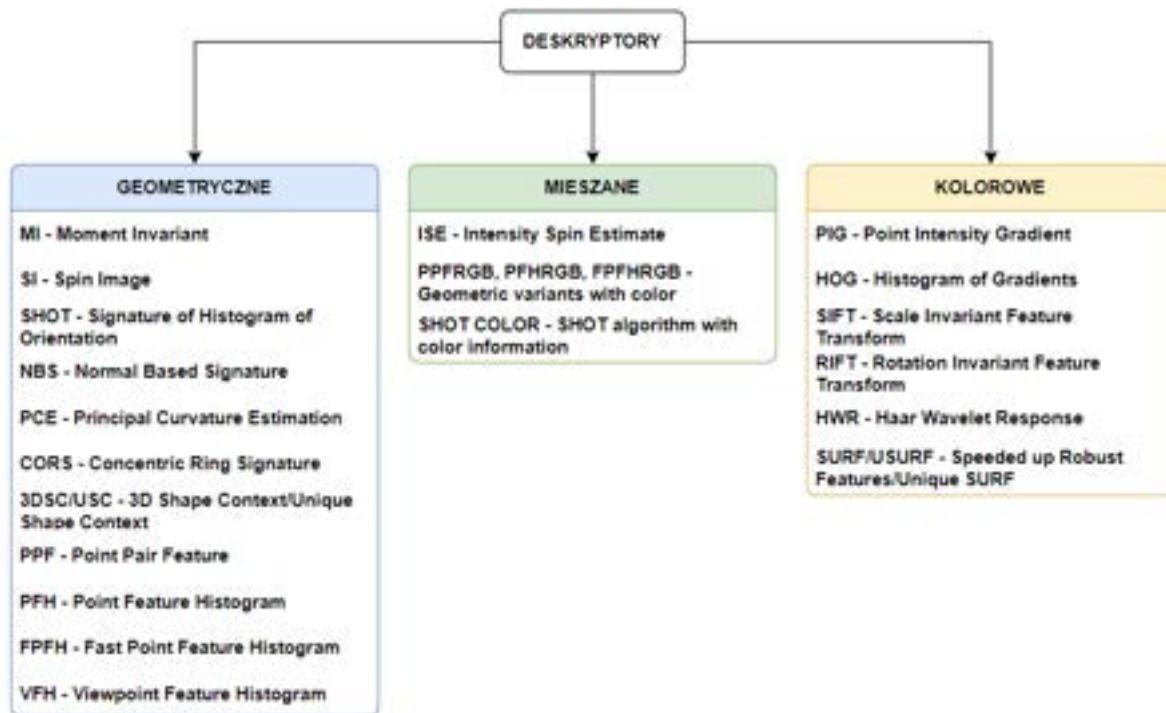 DESKRYPTORY
GEOMETRYCZNE
MI - Moment Invariant
SI - Spin Image
SHOT - Signature of Histogram of
Orientation
NBS - Normal Based Signature
PCE - Principal Curvature Estimation
CORS - Concentric Ring Signature
3DSC/USC - 3D Shape Context/Unique
Shape Context
PPF - Point Pair Feature
PFH - Point Feature Histogram
FPFH - Fast Point Feature Histogram
VFH - Viewpoint Feature Histogram
MIESZANE
ISE - Intensity Spin Estimate
PPFRGB, PFHRGB, FPFHRGB -
Geometric variants with color
SHOT COLOR - SHOT algorithm with
color information
KOLOROWE
PIG - Point Intensity Gradient
HOG - Histogram of Gradients
SIFT - Scale Invariant Feature
Transform
RIFT - Rotation Invariant Feature
Transform
HWR - Haar Wavelet Response
SURF/USURF - Speeded up Robust
Features/Unique SURF